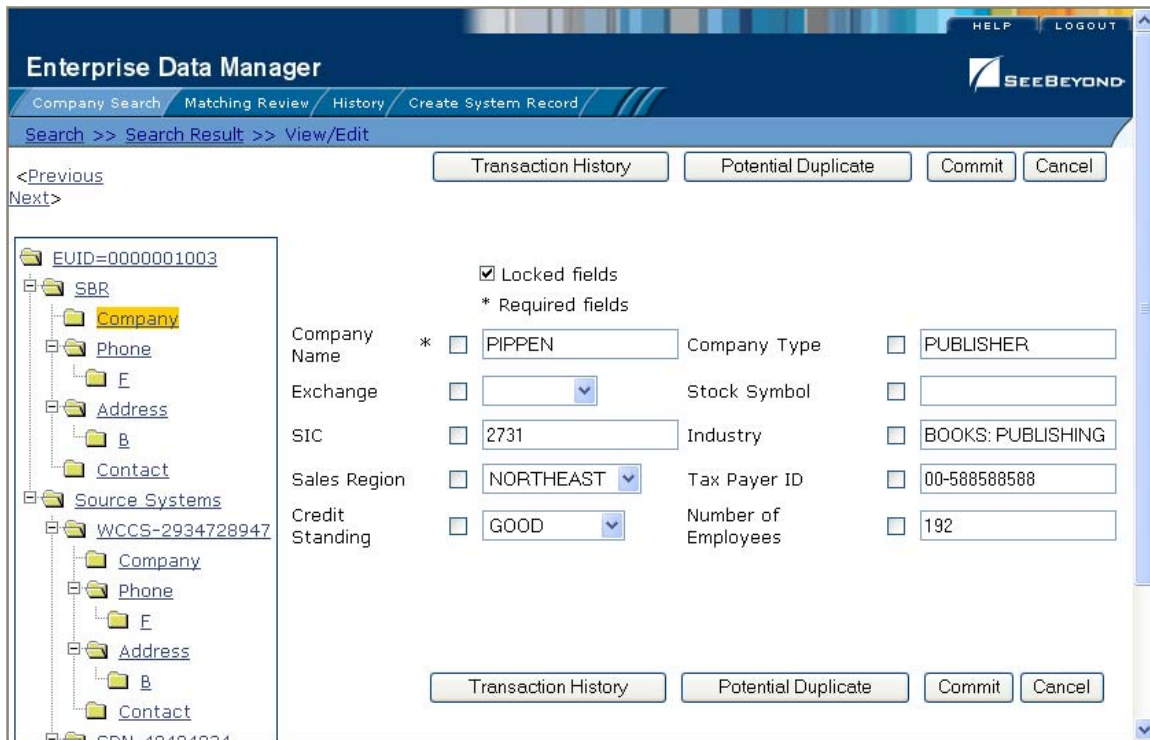 HELP LOGOUT
Enterprise Data Manager
SEEBEYOND
Company Search Matching Review History Create System Record
Search >> Search Result >> View/Edit
<Previous
Next>
Transaction History Potential Duplicate Commit Cancel
EUID=0000001003
SBR
Company
Phone
F
Address
B
Contact
Source Systems
WCCS-2934728947
Company
Phone
F
Address
B
Contact
Locked fields
* Required fields
Company Name * PIPPEN Company Type PUBLISHER
Exchange Stock Symbol
SIC 2731 Industry BOOKS: PUBLISHING
Sales Region NORTHEAST Tax Payer ID 00-588588588
Credit Standing GOOD Number of Employees 192
Transaction History Potential Duplicate Commit Cancel